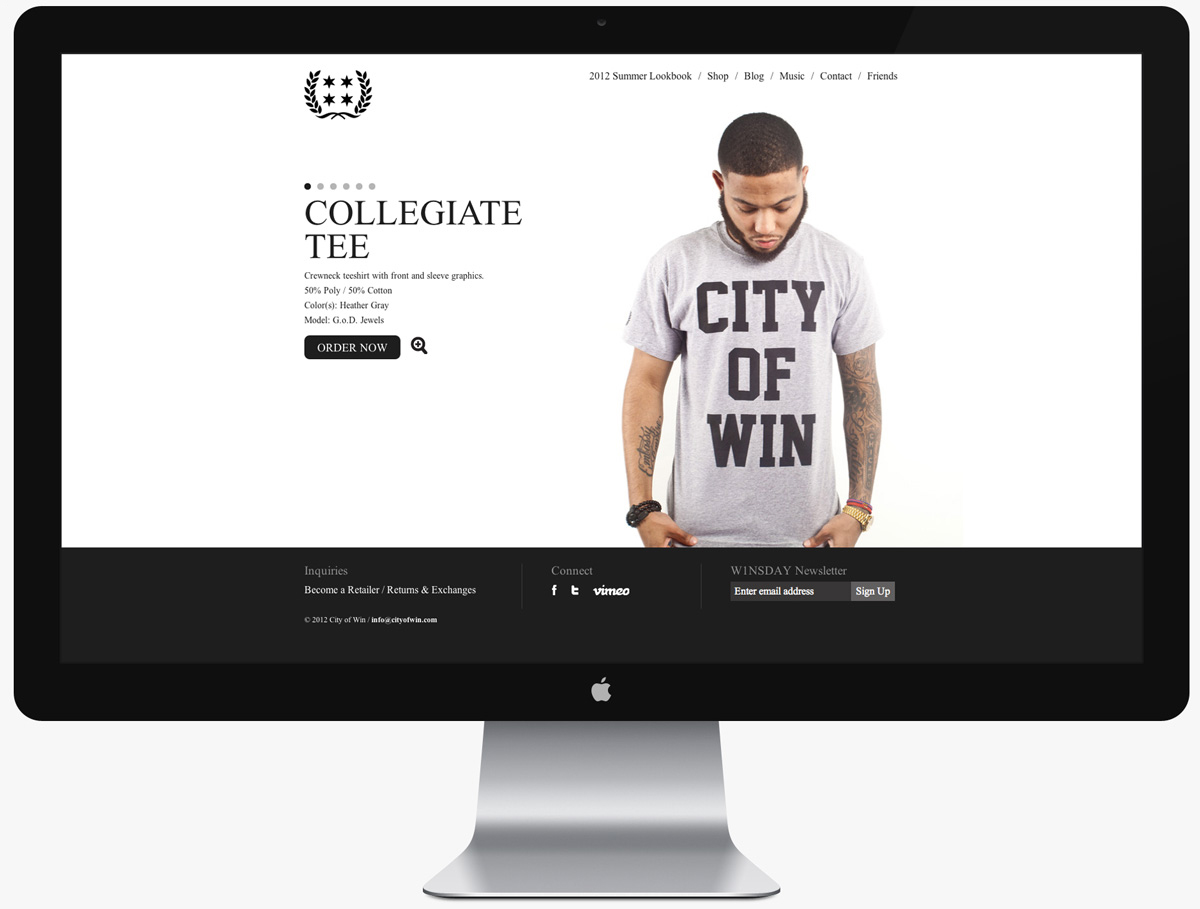 2012 Summer Lookbook / Shop / Blog / Music / Contact / Friends
COLLEGIATE
TEE
Crewneck teeshirt with front and sleeve graphics.
50% Poly / 50% Cotton
Color(s): Heather Gray
Model: G.o.D. Jewels
ORDER NOW
CITY
OF
WIN
Inquiries
Become a Retailer / Returns & Exchanges
© 2012 City of Win / info@cityofwin.com
Connect
f t vimeo
W1NSDAY Newsletter
Enter email address Sign Up